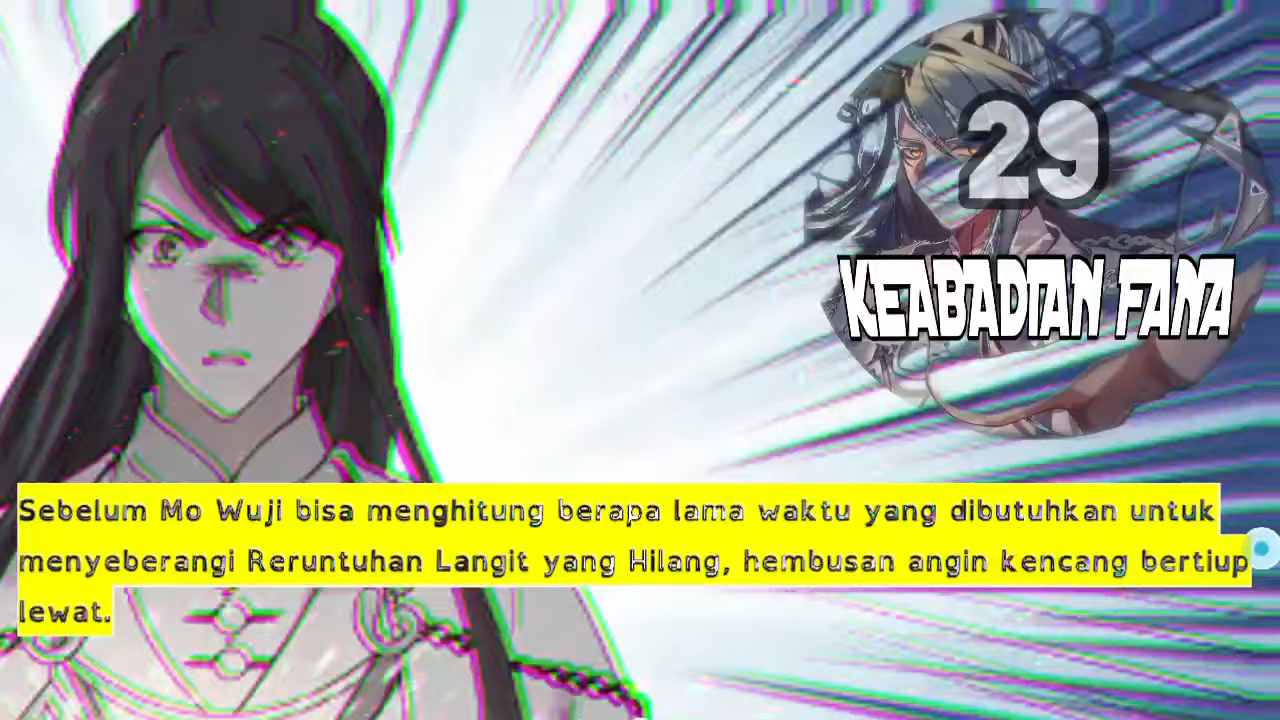 29
KEABADIAN FANA
Sebelum Mo Wuji bisa menghitung berapa lama waktu yang dibutuhkan untuk
menyeberangi Reruntuhan Langit yang Hilang, hembusan angin kencang bertiup
lewat.